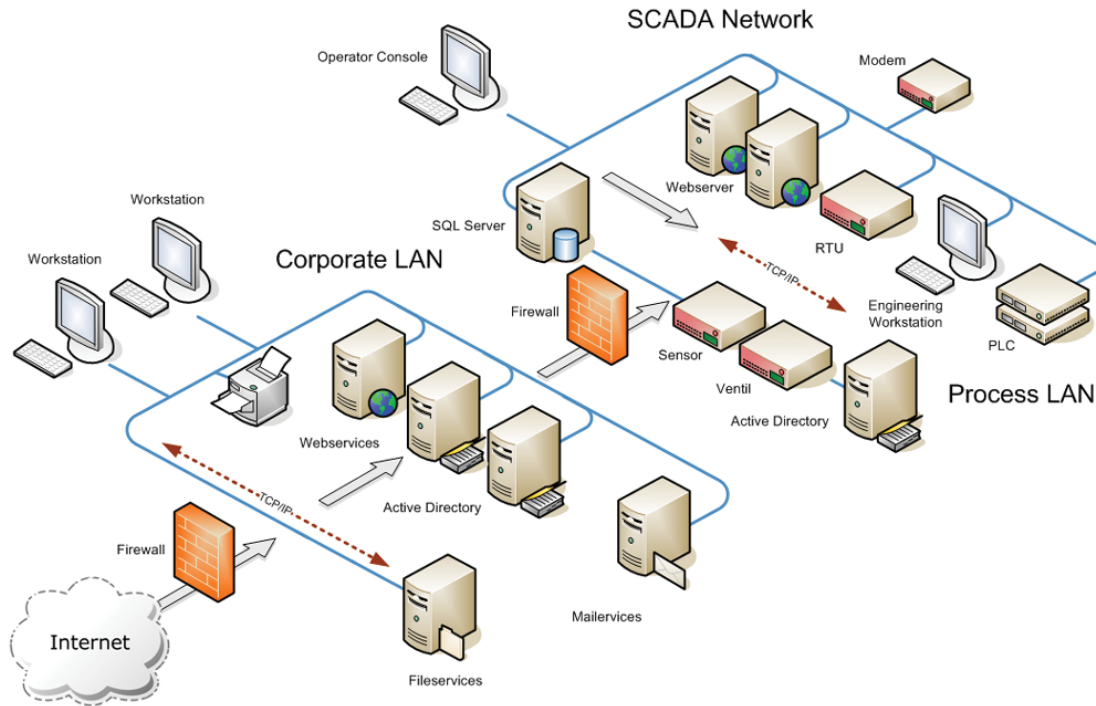 SCADA Network
Operator Console
Modem
Webserver
Workstation
SQL Server
RTU
Workstation
Corporate LAN
TCP/IP
Firewall
Engineering
Workstation
Sensor
PLC
Ventil
Process LAN
Active Directory
Webservices
TCP/IP
Active Directory
Firewall
Mailervices
Internet
Fileservices